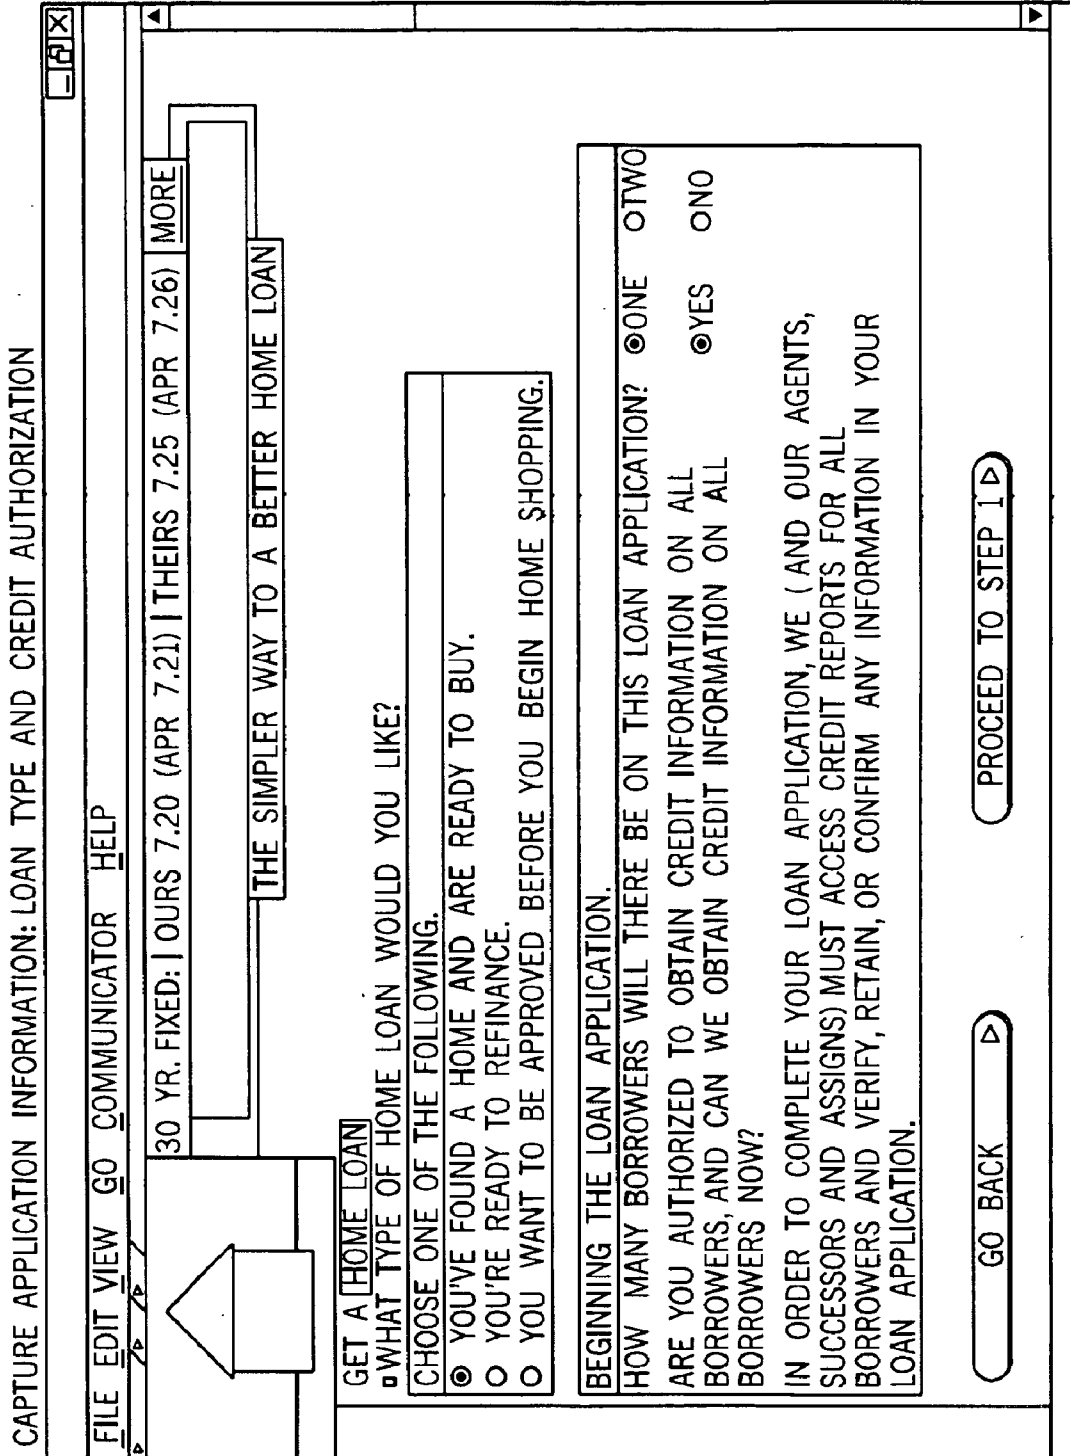 CAPTURE APPLICATION INFORMATION: LOAN TYPE AND CREDIT AUTHORIZATION
FILE EDIT VIEW GO COMMUNICATOR HELP
30 YR. FIXED: | OURS 7.20 (APR 7.21) | THEIRS 7.25 (APR 7.26) MORE
THE SIMPLER WAY TO A BETTER HOME LOAN
GET A HOME LOAN
WHAT TYPE OF HOME LOAN WOULD YOU LIKE?
CHOOSE ONE OF THE FOLLOWING.
YOU'VE FOUND A HOME AND ARE READY TO BUY.
YOU'RE READY TO REFINANCE.
YOU WANT TO BE APPROVED BEFORE YOU BEGIN HOME SHOPPING.
BEGINNING THE LOAN APPLICATION.
HOW MANY BORROWERS WILL THERE BE ON THIS LOAN APPLICATION? ONE TWO
ARE YOU AUTHORIZED TO OBTAIN CREDIT INFORMATION ON ALL
BORROWERS, AND CAN WE OBTAIN CREDIT INFORMATION ON ALL YES NO
BORROWERS NOW?
IN ORDER TO COMPLETE YOUR LOAN APPLICATION, WE ( AND OUR AGENTS,
SUCCESSORS AND ASSIGNS) MUST ACCESS CREDIT REPORTS FOR ALL
BORROWERS AND VERIFY, RETAIN, OR CONFIRM ANY INFORMATION IN YOUR
LOAN APPLICATION.
GO BACK PROCEED TO STEP 1